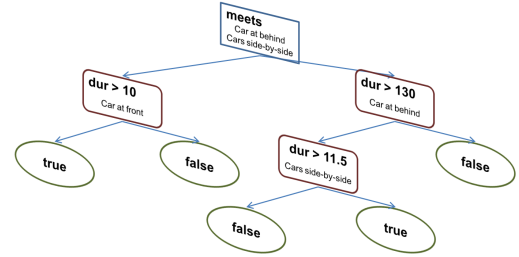 meets
Car at behind
Cars side-by-side
dur > 10
Car at front
dur > 130
Car at behind
true
false
dur > 11.5
Cars side-by-side
false
false
true